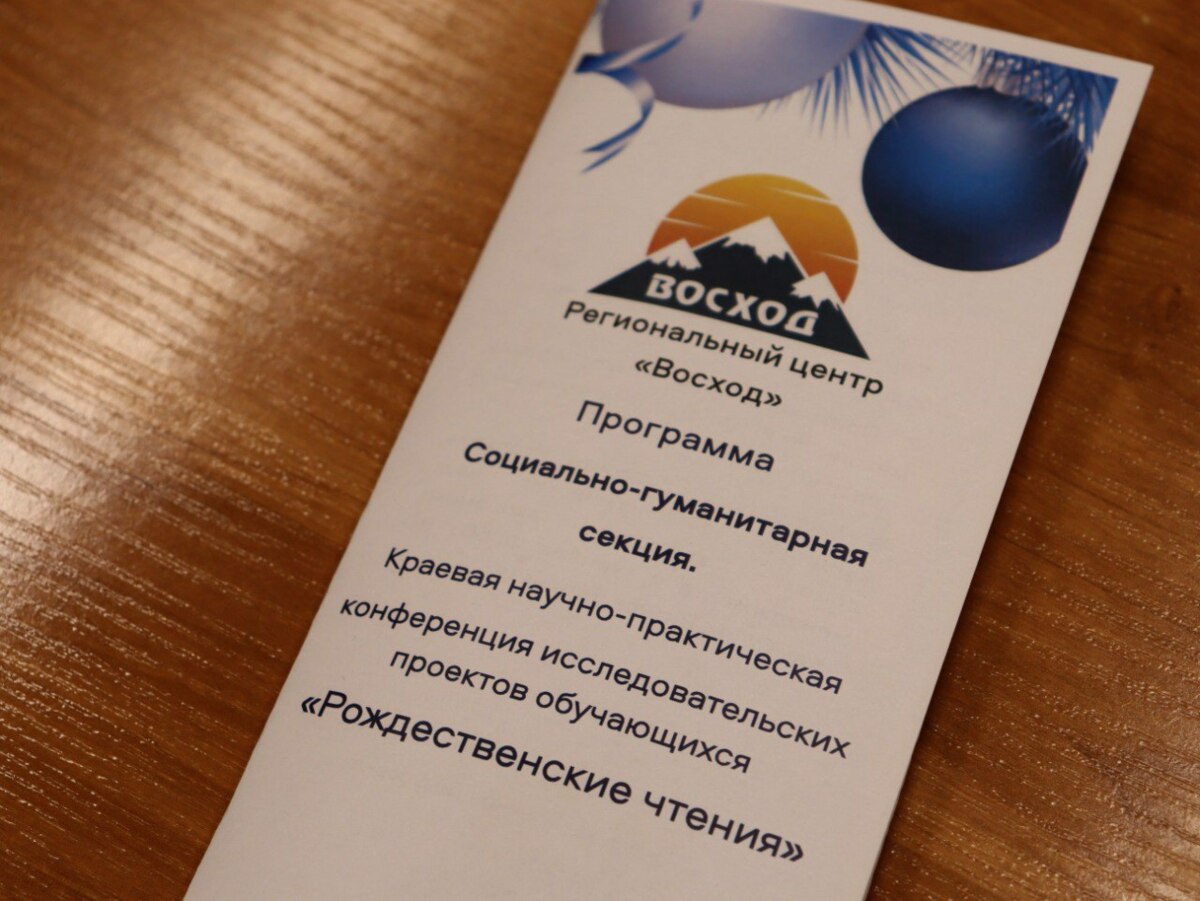 ВОСХОД
Региональный центр
«Восход»
Программа
Социально-гуманитарная
секция.
Краевая научно-практическая
конференция исследовательских
проектов обучающихся
«Рождественские чтения»